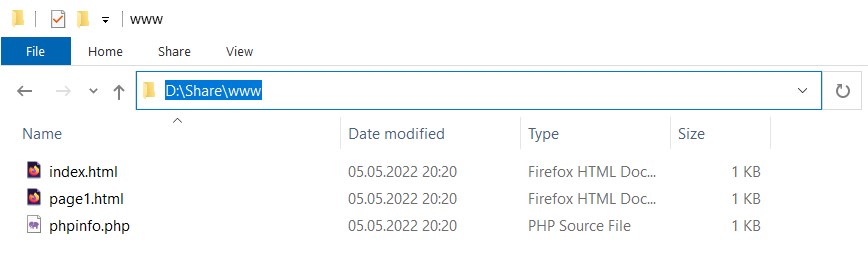 www
File Home Share View
D:\Share\www
Name Date modified Type Size
index.html 05.05.2022 20:20 Firefox HTML Doc... 1 KB
page1.html 05.05.2022 20:20 Firefox HTML Doc... 1 KB
phpinfo.php 05.05.2022 20:20 PHP Source File 1 KB